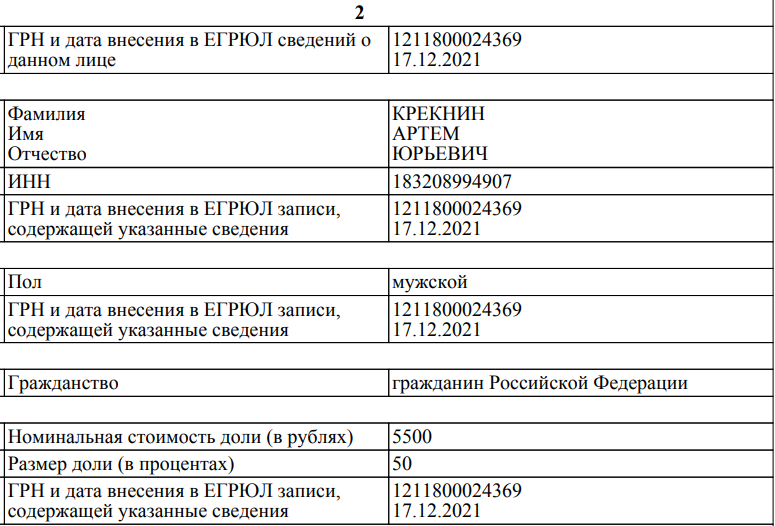 2
ГРН и дата внесения в ЕГРЮЛ сведений о 1211800024369
данном лице 17.12.2021
Фамилия КРЕКНИН
Имя АРТЕМ
Отчество ЮРЬЕВИЧ
ИНН 183208994907
ГРН и дата внесения в ЕГРЮЛ записи, 1211800024369
содержащей указанные сведения 17.12.2021
Пол мужской
ГРН и дата внесения в ЕГРЮЛ записи, 1211800024369
содержащей указанные сведения 17.12.2021
Гражданство гражданин Российской Федерации
Номинальная стоимость доли (в рублях) 5500
Размер доли (в процентах) 50
ГРН и дата внесения в ЕГРЮЛ записи, 1211800024369
содержащей указанные сведения 17.12.2021